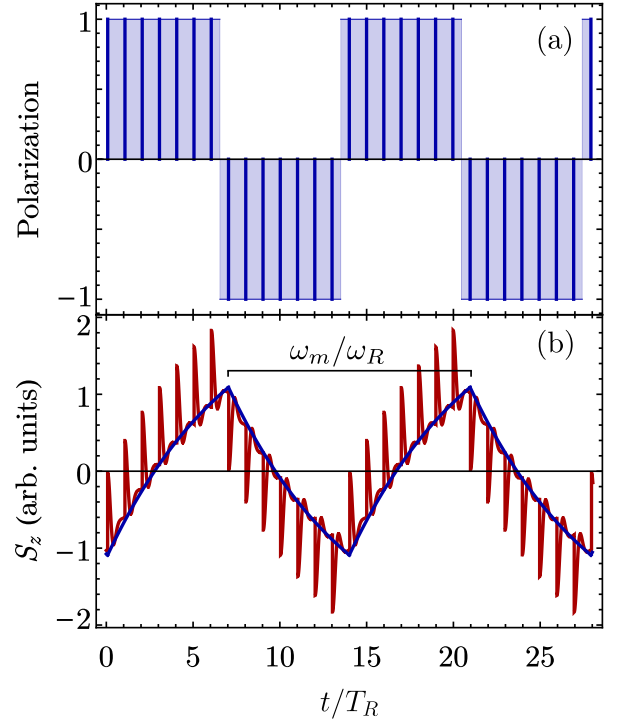 1
0
−1
Polarization
(a)
2
1
0
−1
−2
S_z (arb. units)
(b)
ω_m/ω_R
0 5 10 15 20 25
t/T_R